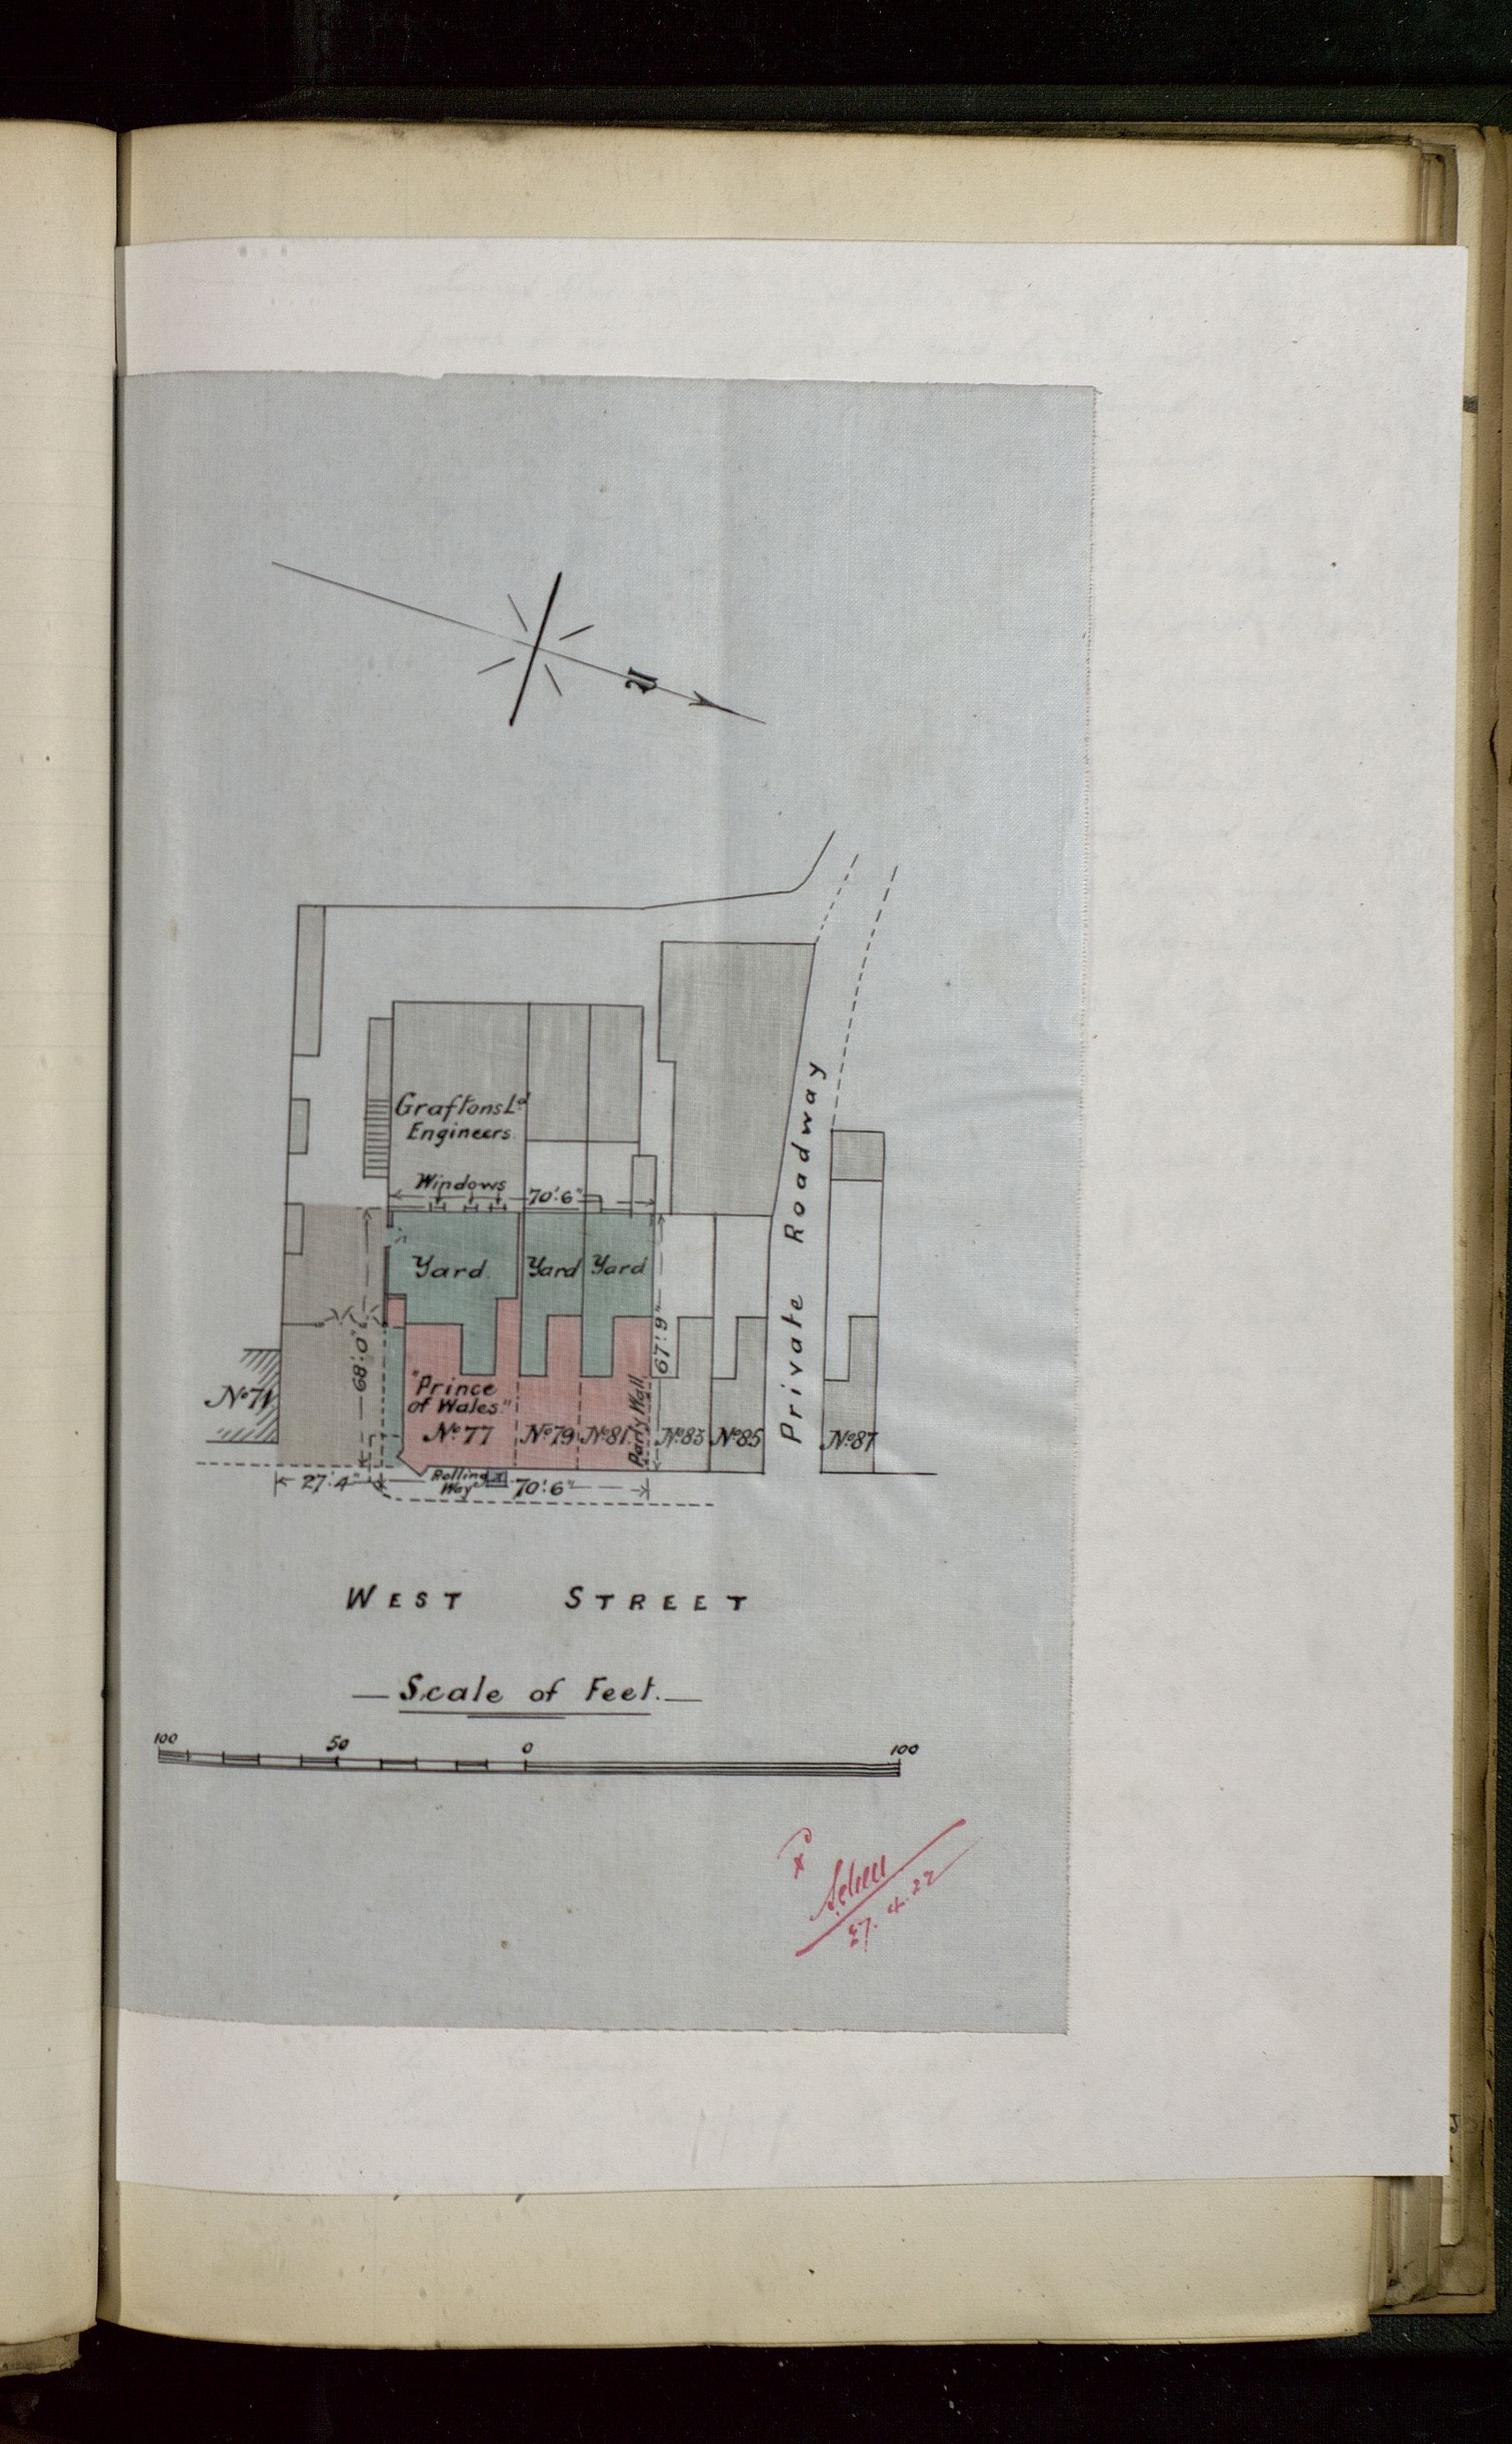 N
Graftons Ld
Engineers.
Windows
70'.6"
Yard.
Yard
Yard
68'.0"
67'.9"
Private Roadway
No 71
"Prince
of Wales."
No 77
No 79
No 81.
Party Wall
No 83
No 85
No 87
27'.4"
Rolling
Way
70'.6"
WEST STREET
Scale of Feet.
100 50 0 100
27.4.22